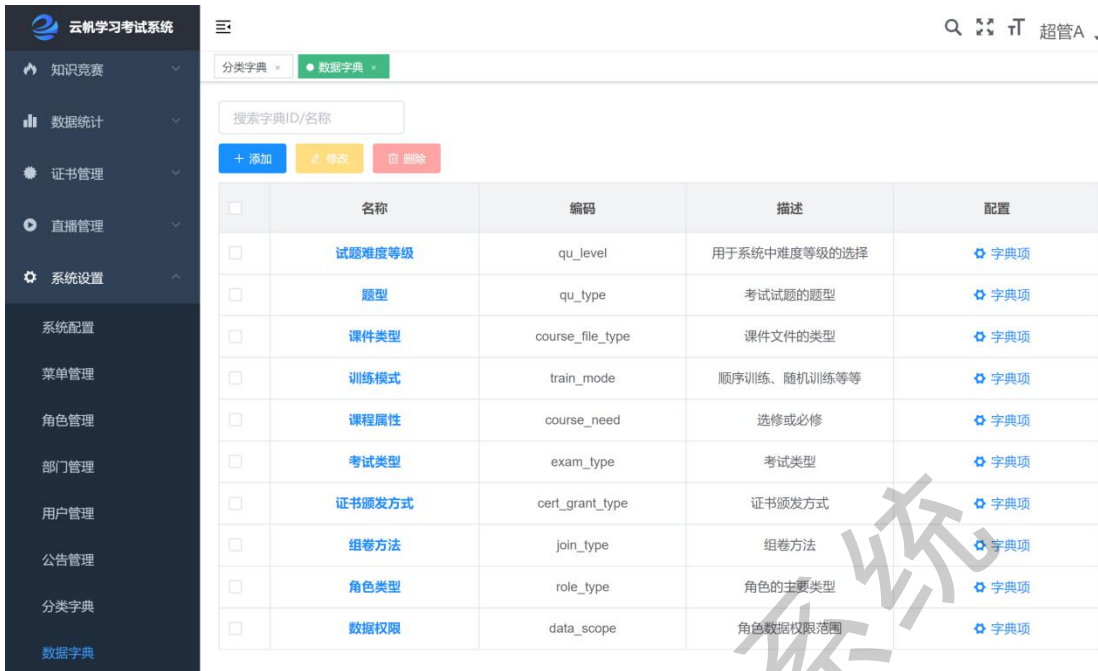 云帆学习考试系统
超管A
知识竞赛
数据统计
证书管理
直播管理
系统设置
系统配置
菜单管理
角色管理
部门管理
用户管理
公告管理
分类字典
数据字典
分类字典 ×
● 数据字典 ×
搜索字典ID/名称
+ 添加 修改 删除
名称 编码 描述 配置
试题难度等级 qu_level 用于系统中难度等级的选择 字典项
题型 qu_type 考试试题的题型 字典项
课件类型 course_file_type 课件文件的类型 字典项
训练模式 train_mode 顺序训练、随机训练等等 字典项
课程属性 course_need 选修或必修 字典项
考试类型 exam_type 考试类型 字典项
证书颁发方式 cert_grant_type 证书颁发方式 字典项
组卷方法 join_type 组卷方法 字典项
角色类型 role_type 角色的主要类型 字典项
数据权限 data_scope 角色数据权限范围 字典项
系统